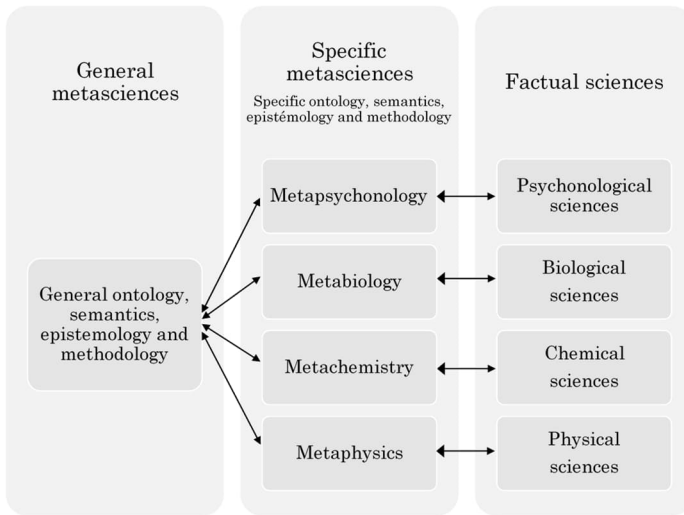 General
metasciences
General ontology,
semantics,
epistemology and
methodology
Specific
metasciences
Specific ontology, semantics,
epistémology and methodology
Metapsychonology
Metabiology
Metachemistry
Metaphysics
Factual sciences
Psychonological
sciences
Biological
sciences
Chemical
sciences
Physical
sciences